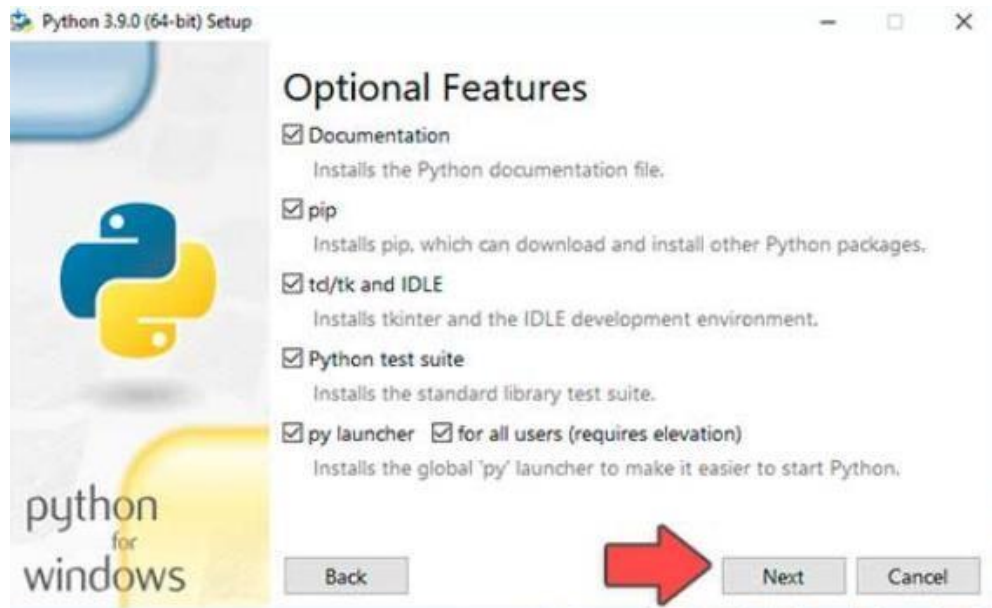 Python 3.9.0 (64-bit) Setup
Optional Features
Documentation
Installs the Python documentation file.
pip
Installs pip, which can download and install other Python packages.
tcl/tk and IDLE
Installs tkinter and the IDLE development environment.
Python test suite
Installs the standard library test suite.
py launcher for all users (requires elevation)
Installs the global 'py' launcher to make it easier to start Python.
python
for
windows
Back Next Cancel